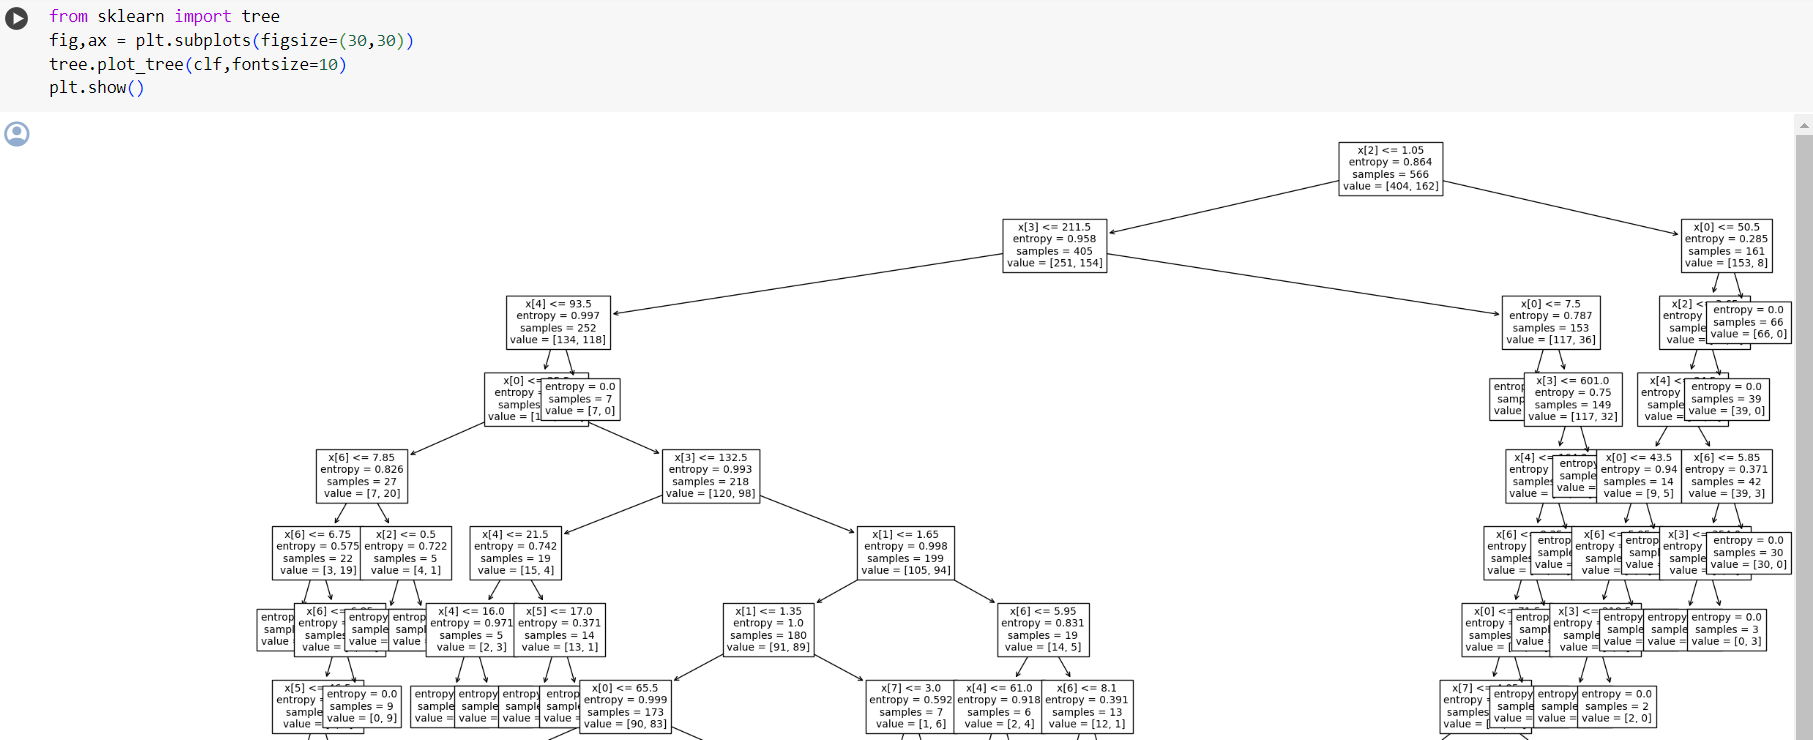 from sklearn import tree
fig,ax = plt.subplots(figsize=(30,30))
tree.plot_tree(clf,fontsize=10)
plt.show()
x[2] <= 1.05
entropy = 0.864
samples = 566
value = [404, 162]
x[3] <= 211.5
entropy = 0.958
samples = 405
value = [251, 154]
x[0] <= 50.5
entropy = 0.285
samples = 161
value = [153, 8]
x[4] <= 93.5
entropy = 0.997
samples = 252
value = [134, 118]
x[0] <= 7.5
entropy = 0.787
samples = 153
value = [117, 36]
x[2] <
entropy
sample
value =
entropy = 0.0
samples = 66
value = [66, 0]
x[0] <=
entropy
samples
value = [1
entropy = 0.0
samples = 7
value = [7, 0]
entrop
samp
value
x[3] <= 601.0
entropy = 0.75
samples = 149
value = [117, 32]
x[4] <
entropy
sample
value =
entropy = 0.0
samples = 39
value = [39, 0]
x[6] <= 7.85
entropy = 0.826
samples = 27
value = [7, 20]
x[3] <= 132.5
entropy = 0.993
samples = 218
value = [120, 98]
x[4] <=
entropy
samples
value =
entropy
sample
value =
x[0] <= 43.5
entropy = 0.94
samples = 14
value = [9, 5]
x[6] <= 5.85
entropy = 0.371
samples = 42
value = [39, 3]
x[6] <= 6.75
entropy = 0.575
samples = 22
value = [3, 19]
x[2] <= 0.5
entropy = 0.722
samples = 5
value = [4, 1]
x[4] <= 21.5
entropy = 0.742
samples = 19
value = [15, 4]
x[1] <= 1.65
entropy = 0.998
samples = 199
value = [105, 94]
x[6] <
entropy
samples
value =
entrop
sample
value =
x[6] <=
entropy
sample
value =
entrop
sampl
value
x[3] <=
entropy
sample
value =
entropy = 0.0
samples = 30
value = [30, 0]
entrop
sampl
value
x[6] <=
entropy
samples
value =
entropy
sample
value =
entrop
sampl
value
x[4] <= 16.0
entropy = 0.971
samples = 5
value = [2, 3]
x[5] <= 17.0
entropy = 0.371
samples = 14
value = [13, 1]
x[1] <= 1.35
entropy = 1.0
samples = 180
value = [91, 89]
x[6] <= 5.95
entropy = 0.831
samples = 19
value = [14, 5]
x[0] <=
entropy
samples
value = [
entrop
sampl
value =
x[3] <=
entropy
sample
value =
entropy
sample
value =
entropy
sample
value =
entropy = 0.0
samples = 3
value = [0, 3]
x[5] <
entropy
sample
value =
entropy = 0.0
samples = 9
value = [0, 9]
entropy
sample
value =
entropy
sample
value =
entropy
sample
value =
entrop
sampl
value =
x[0] <= 65.5
entropy = 0.999
samples = 173
value = [90, 83]
x[7] <= 3.0
entropy = 0.592
samples = 7
value = [1, 6]
x[4] <= 61.0
entropy = 0.918
samples = 6
value = [2, 4]
x[6] <= 8.1
entropy = 0.391
samples = 13
value = [12, 1]
x[7] <=
entropy
samples
value = [
entropy
sample
value =
entropy
sample
value =
entropy = 0.0
samples = 2
value = [2, 0]